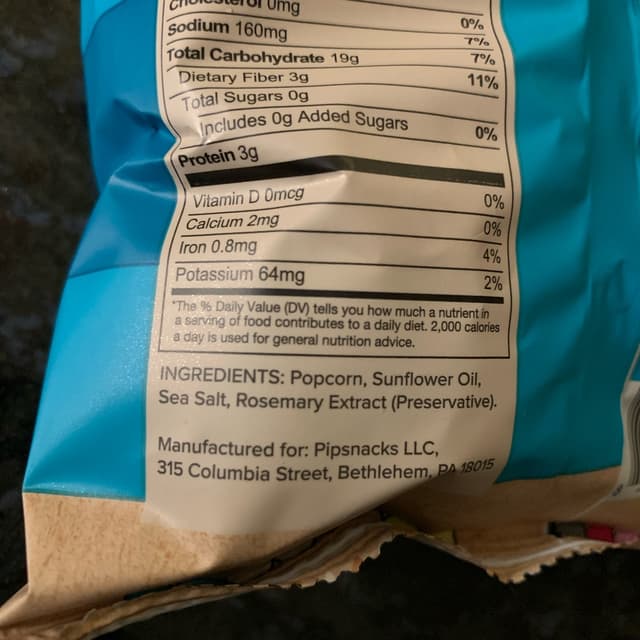 Cholesterol 0mg 0%
Sodium 160mg 7%
Total Carbohydrate 19g 7%
Dietary Fiber 3g 11%
Total Sugars 0g
Includes 0g Added Sugars 0%
Protein 3g
Vitamin D 0mcg 0%
Calcium 2mg 0%
Iron 0.8mg 4%
Potassium 64mg 2%
*The % Daily Value (DV) tells you how much a nutrient in
a serving of food contributes to a daily diet. 2,000 calories
a day is used for general nutrition advice.
INGREDIENTS: Popcorn, Sunflower Oil,
Sea Salt, Rosemary Extract (Preservative).
Manufactured for: Pipsnacks LLC,
315 Columbia Street, Bethlehem, PA 18015